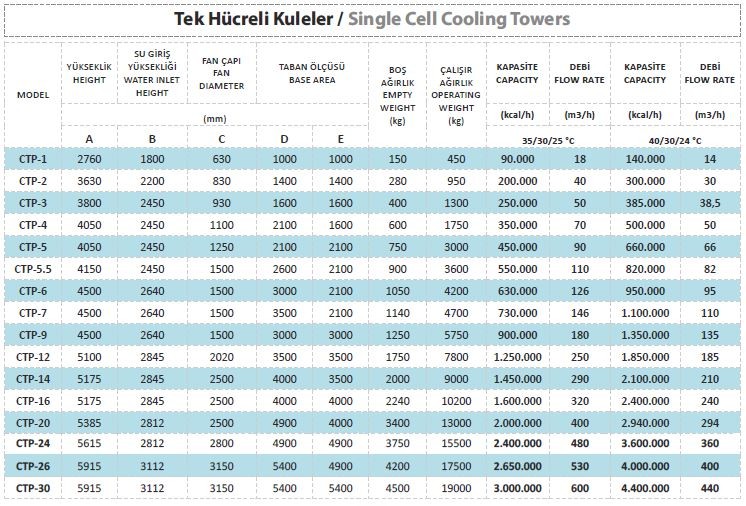 Tek Hücreli Kuleler / Single Cell Cooling Towers
MODEL
YÜKSEKLİK
HEIGHT
SU GİRİŞ
YÜKSEKLİĞİ
WATER INLET
HEIGHT
FAN ÇAPI
FAN
DIAMETER
TABAN ÖLÇÜSÜ
BASE AREA
BOŞ
AĞIRLIK
EMPTY
WEIGHT
(kg)
ÇALIŞIR
AĞIRLIK
OPERATING
WEIGHT
(kg)
KAPASİTE
CAPACITY
DEBİ
FLOW RATE
KAPASİTE
CAPACITY
DEBİ
FLOW RATE
(mm)
(kcal/h) (m3/h) (kcal/h) (m3/h)
A B C D E
35/30/25 °C 40/30/24 °C
CTP-1 2760 1800 630 1000 1000 150 450 90.000 18 140.000 14
CTP-2 3630 2200 830 1400 1400 280 950 200.000 40 300.000 30
CTP-3 3800 2450 930 1600 1600 400 1300 250.000 50 385.000 38,5
CTP-4 4050 2450 1100 2100 1600 600 1750 350.000 70 500.000 50
CTP-5 4050 2450 1250 2100 2100 750 3000 450.000 90 660.000 66
CTP-5.5 4150 2450 1500 2600 2100 900 3600 550.000 110 820.000 82
CTP-6 4500 2640 1500 3000 2100 1050 4200 630.000 126 950.000 95
CTP-7 4500 2640 1500 3500 2100 1140 4700 730.000 146 1.100.000 110
CTP-9 4500 2640 1500 3000 3000 1250 5750 900.000 180 1.350.000 135
CTP-12 5100 2845 2020 3500 3500 1750 7800 1.250.000 250 1.850.000 185
CTP-14 5175 2845 2500 4000 3500 2000 9000 1.450.000 290 2.100.000 210
CTP-16 5175 2845 2500 4000 4000 2240 10200 1.600.000 320 2.400.000 240
CTP-20 5385 2812 2500 4900 4000 3400 13000 2.000.000 400 2.940.000 294
CTP-24 5615 2812 2800 4900 4900 3750 15500 2.400.000 480 3.600.000 360
CTP-26 5915 3112 3150 5400 4900 4200 17500 2.650.000 530 4.000.000 400
CTP-30 5915 3112 3150 5400 5400 4500 19000 3.000.000 600 4.400.000 440